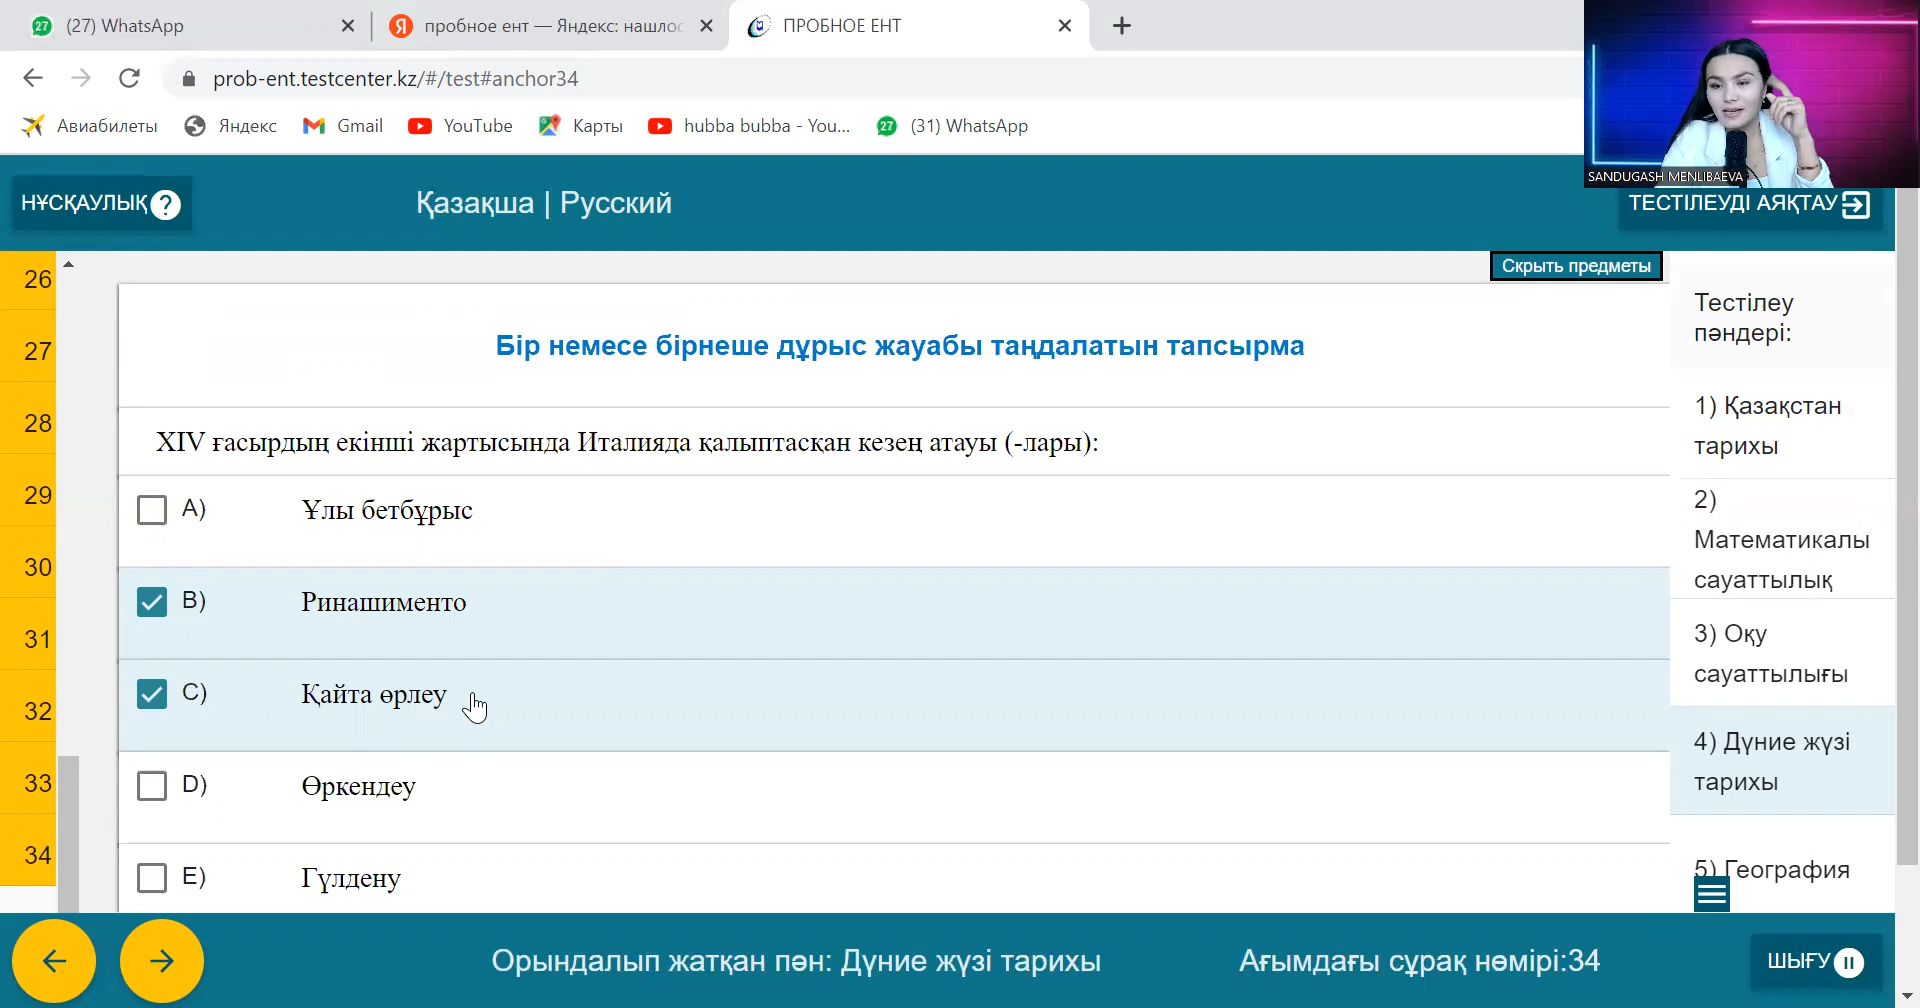 (27) WhatsApp
пробное ент — Яндекс: нашлос
ПРОБНОЕ ЕНТ
prob-ent.testcenter.kz/#/test#anchor34
Авиабилеты
Яндекс
Gmail
YouTube
Карты
hubba bubba - You...
27
(31) WhatsApp
SANDUGASH MENLIBAEVA
НҰСҚАУЛЫҚ ?
Қазақша | Русский
ТЕСТІЛЕУДІ АЯҚТАУ
Скрыть предметы
26
27
28
29
30
31
32
33
34
Бір немесе бірнеше дұрыс жауабы таңдалатын тапсырма
XIV ғасырдың екінші жартысында Италияда қалыптасқан кезең атауы (-лары):
A) Ұлы бетбұрыс
B) Ринашименто
C) Қайта өрлеу
D) Өркендеу
E) Гүлдену
Тестілеу
пәндері:
1) Қазақстан
тарихы
2)
Математикалы
сауаттылық
3) Оқу
сауаттылығы
4) Дүние жүзі
тарихы
5) География
Орындалып жатқан пән: Дүние жүзі тарихы
Ағымдағы сұрақ нөмірі:34
ШЫҒУ